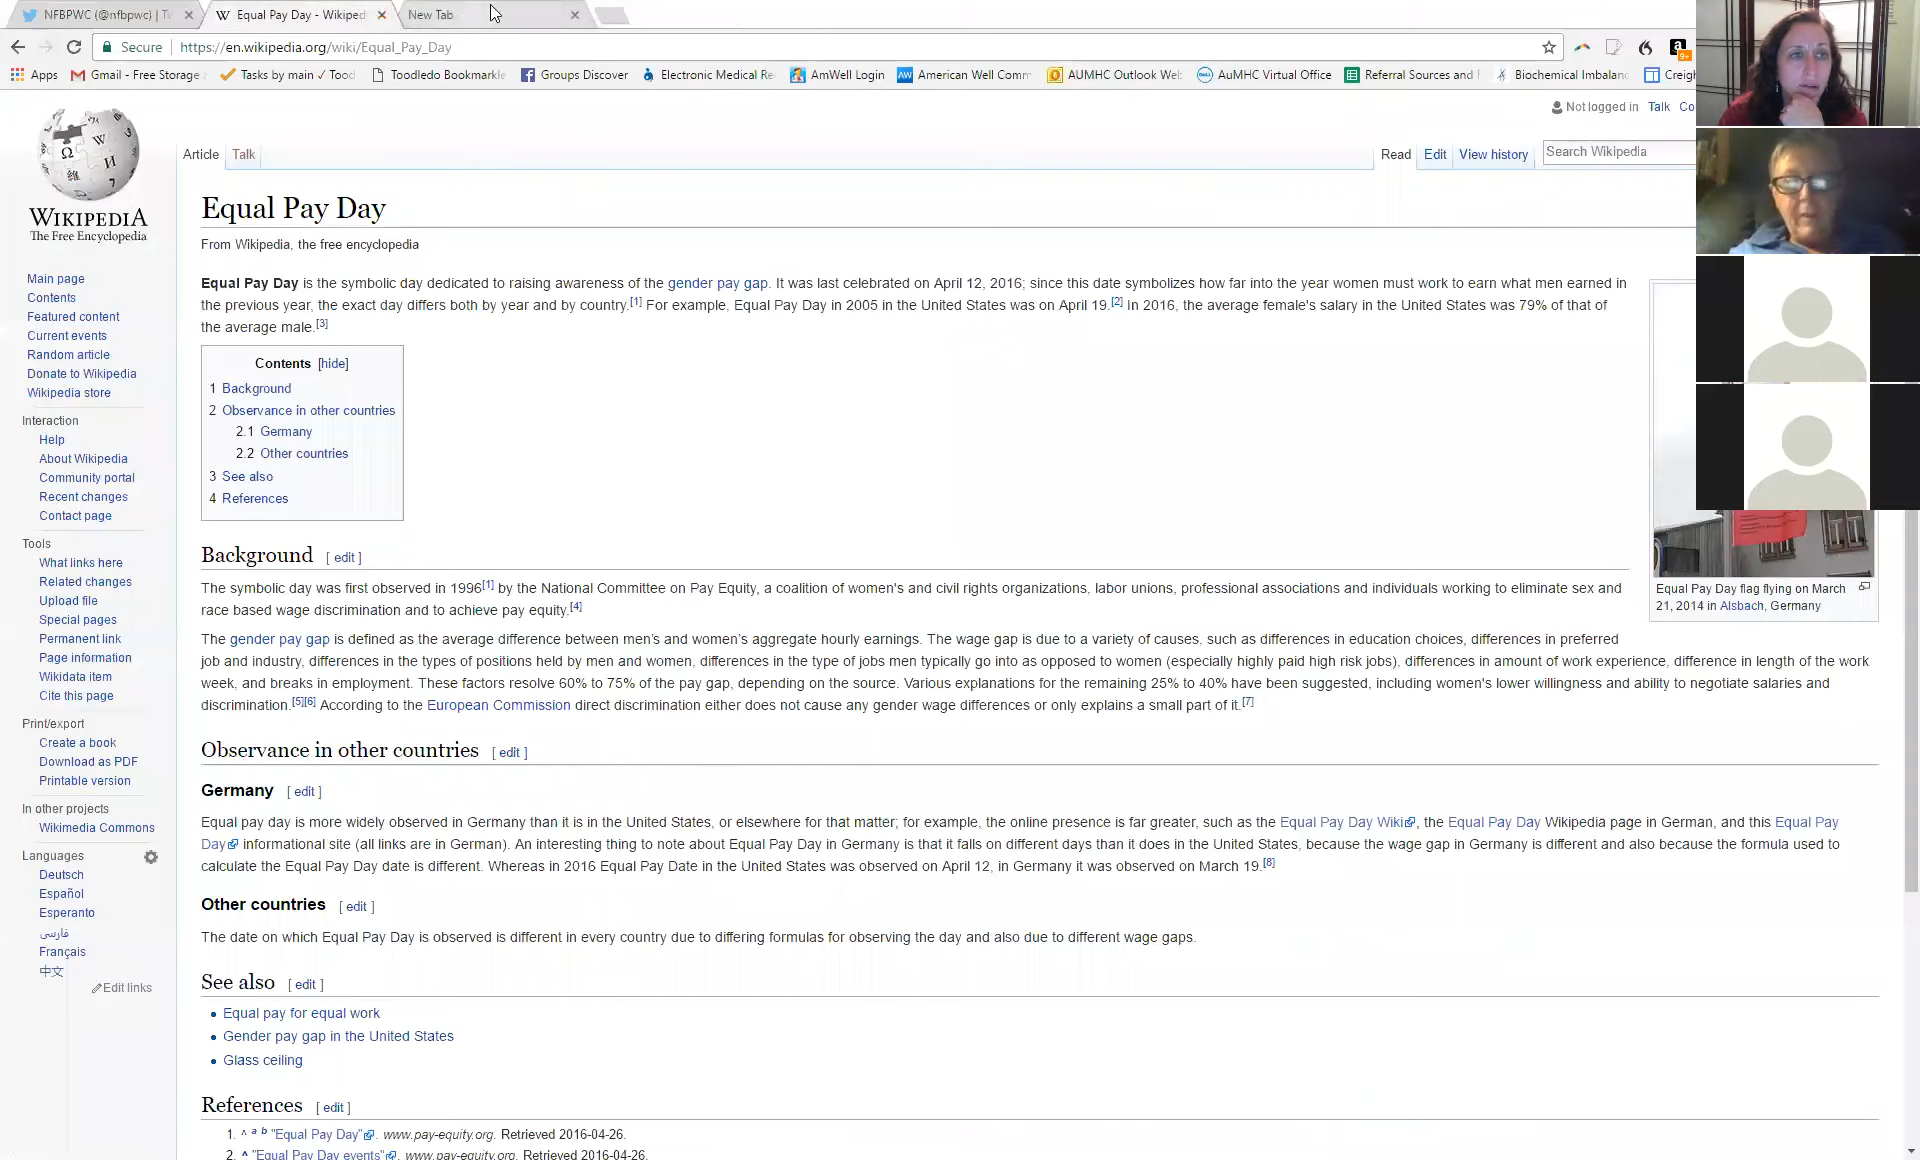 NFBPWC (@nfbpwc) | Tw
Equal Pay Day - Wikiped
New Tab
Secure
https://en.wikipedia.org/wiki/Equal_Pay_Day
Apps
Gmail - Free Storage
Tasks by main ✓ Tood
Toodledo Bookmarkle
Groups Discover
Electronic Medical Re
AmWell Login
American Well Comm
AUMHC Outlook Web
AuMHC Virtual Office
Referral Sources and
Biochemical Imbalanc
Creigh
Not logged in Talk Co
Article Talk
Read Edit View history
Search Wikipedia
WIKIPEDIA
The Free Encyclopedia
Main page
Contents
Featured content
Current events
Random article
Donate to Wikipedia
Wikipedia store
Interaction
Help
About Wikipedia
Community portal
Recent changes
Contact page
Tools
What links here
Related changes
Upload file
Special pages
Permanent link
Page information
Wikidata item
Cite this page
Print/export
Create a book
Download as PDF
Printable version
In other projects
Wikimedia Commons
Languages
Deutsch
Español
Esperanto
فارسی
Français
中文
Edit links
Equal Pay Day
From Wikipedia, the free encyclopedia
Equal Pay Day is the symbolic day dedicated to raising awareness of the gender pay gap. It was last celebrated on April 12, 2016; since this date symbolizes how far into the year women must work to earn what men earned in
the previous year, the exact day differs both by year and by country.[1] For example, Equal Pay Day in 2005 in the United States was on April 19.[2] In 2016, the average female's salary in the United States was 79% of that of
the average male.[3]
Contents [hide]
1 Background
2 Observance in other countries
2.1 Germany
2.2 Other countries
3 See also
4 References
Equal Pay Day flag flying on March
21, 2014 in Alsbach, Germany
Background [ edit ]
The symbolic day was first observed in 1996[1] by the National Committee on Pay Equity, a coalition of women's and civil rights organizations, labor unions, professional associations and individuals working to eliminate sex and
race based wage discrimination and to achieve pay equity.[4]
The gender pay gap is defined as the average difference between men's and women's aggregate hourly earnings. The wage gap is due to a variety of causes, such as differences in education choices, differences in preferred
job and industry, differences in the types of positions held by men and women, differences in the type of jobs men typically go into as opposed to women (especially highly paid high risk jobs), differences in amount of work experience, difference in length of the work
week, and breaks in employment. These factors resolve 60% to 75% of the pay gap, depending on the source. Various explanations for the remaining 25% to 40% have been suggested, including women's lower willingness and ability to negotiate salaries and
discrimination.[5][6] According to the European Commission direct discrimination either does not cause any gender wage differences or only explains a small part of it.[7]
Observance in other countries [ edit ]
Germany [ edit ]
Equal pay day is more widely observed in Germany than it is in the United States, or elsewhere for that matter; for example, the online presence is far greater, such as the Equal Pay Day Wiki, the Equal Pay Day Wikipedia page in German, and this Equal Pay
Day informational site (all links are in German). An interesting thing to note about Equal Pay Day in Germany is that it falls on different days than it does in the United States, because the wage gap in Germany is different and also because the formula used to
calculate the Equal Pay Day date is different. Whereas in 2016 Equal Pay Date in the United States was observed on April 12, in Germany it was observed on March 19.[8]
Other countries [ edit ]
The date on which Equal Pay Day is observed is different in every country due to differing formulas for observing the day and also due to different wage gaps.
See also [ edit ]
Equal pay for equal work
Gender pay gap in the United States
Glass ceiling
References [ edit ]
1. ^ a b "Equal Pay Day". www.pay-equity.org. Retrieved 2016-04-26.
2. ^ "Equal Pay Day events". www.pay-equity.org. Retrieved 2016-04-26.